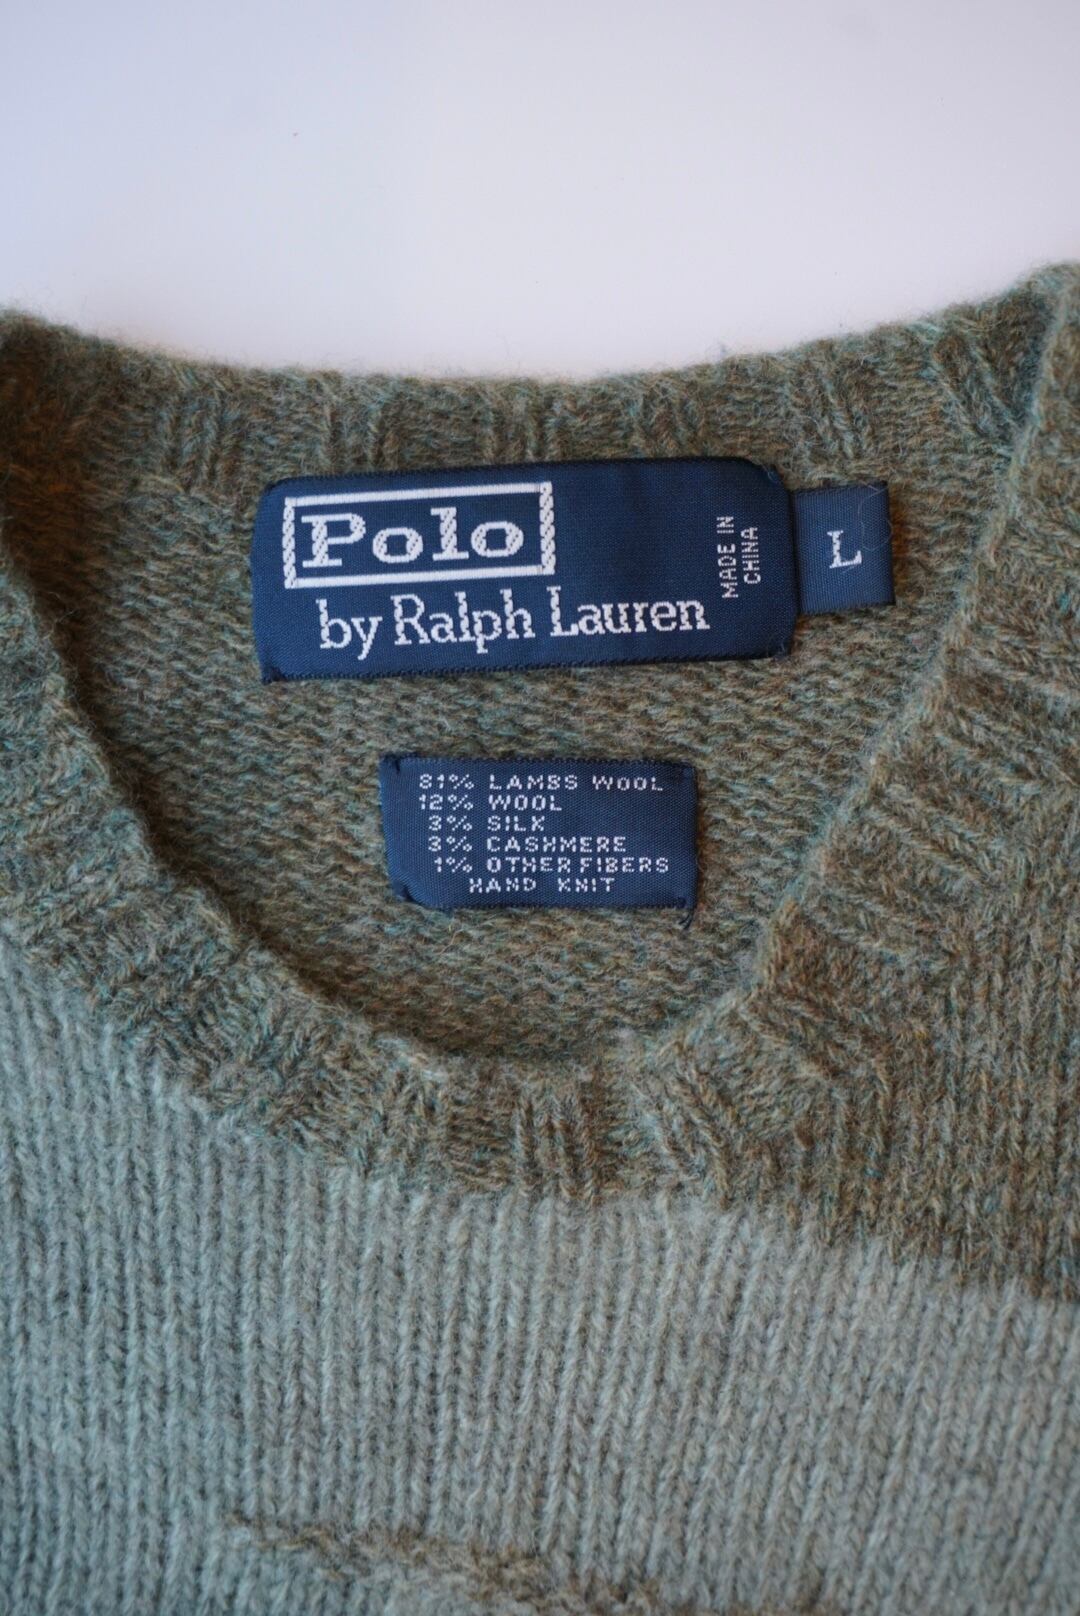 Polo
by Ralph Lauren
MADE IN
CHINA
L
81% LAMBS WOOL
12% WOOL
3% SILK
3% CASHMERE
1% OTHER FIBERS
HAND KNIT